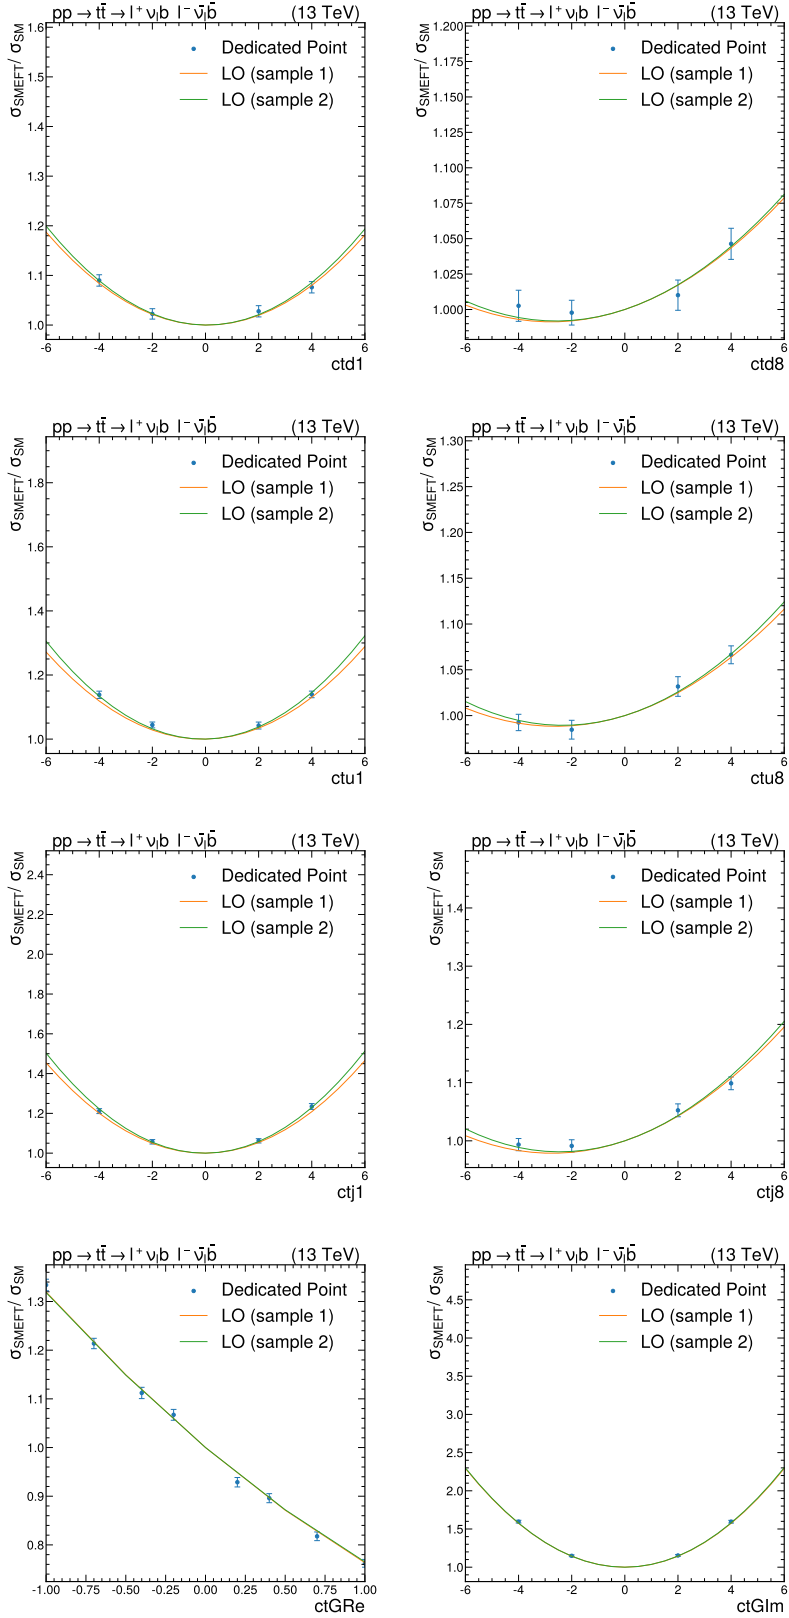 pp → tt̄ → l⁺ νₗb l⁻ ν̄ₗb̄ (13 TeV)
σSMEFT/ σSM
Dedicated Point
LO (sample 1)
LO (sample 2)
1.6
1.5
1.4
1.3
1.2
1.1
1.0
-6 -4 -2 0 2 4 6
ctd1
pp → tt̄ → l⁺ νₗb l⁻ ν̄ₗb̄ (13 TeV)
σSMEFT/ σSM
Dedicated Point
LO (sample 1)
LO (sample 2)
1.200
1.175
1.150
1.125
1.100
1.075
1.050
1.025
1.000
-6 -4 -2 0 2 4 6
ctd8
pp → tt̄ → l⁺ νₗb l⁻ ν̄ₗb̄ (13 TeV)
σSMEFT/ σSM
Dedicated Point
LO (sample 1)
LO (sample 2)
1.8
1.6
1.4
1.2
1.0
-6 -4 -2 0 2 4 6
ctu1
pp → tt̄ → l⁺ νₗb l⁻ ν̄ₗb̄ (13 TeV)
σSMEFT/ σSM
Dedicated Point
LO (sample 1)
LO (sample 2)
1.30
1.25
1.20
1.15
1.10
1.05
1.00
-6 -4 -2 0 2 4 6
ctu8
pp → tt̄ → l⁺ νₗb l⁻ ν̄ₗb̄ (13 TeV)
σSMEFT/ σSM
Dedicated Point
LO (sample 1)
LO (sample 2)
2.4
2.2
2.0
1.8
1.6
1.4
1.2
1.0
-6 -4 -2 0 2 4 6
ctj1
pp → tt̄ → l⁺ νₗb l⁻ ν̄ₗb̄ (13 TeV)
σSMEFT/ σSM
Dedicated Point
LO (sample 1)
LO (sample 2)
1.4
1.3
1.2
1.1
1.0
-6 -4 -2 0 2 4 6
ctj8
pp → tt̄ → l⁺ νₗb l⁻ ν̄ₗb̄ (13 TeV)
σSMEFT/ σSM
Dedicated Point
LO (sample 1)
LO (sample 2)
1.3
1.2
1.1
1.0
0.9
0.8
-1.00 -0.75 -0.50 -0.25 0.00 0.25 0.50 0.75 1.00
ctGRe
pp → tt̄ → l⁺ νₗb l⁻ ν̄ₗb̄ (13 TeV)
σSMEFT/ σSM
Dedicated Point
LO (sample 1)
LO (sample 2)
4.5
4.0
3.5
3.0
2.5
2.0
1.5
1.0
-6 -4 -2 0 2 4 6
ctGIm